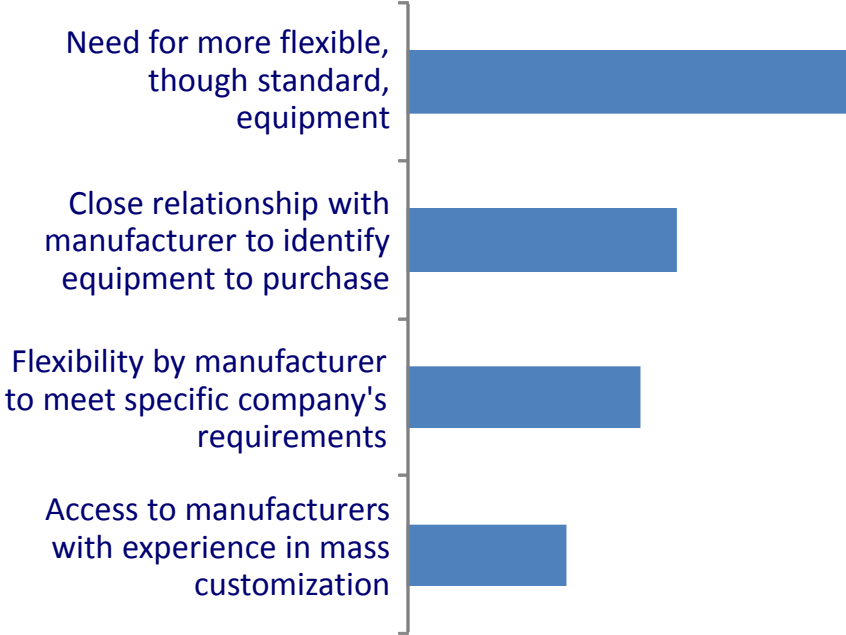 Need for more flexible,
though standard,
equipment
Close relationship with
manufacturer to identify
equipment to purchase
Flexibility by manufacturer
to meet specific company's
requirements
Access to manufacturers
with experience in mass
customization